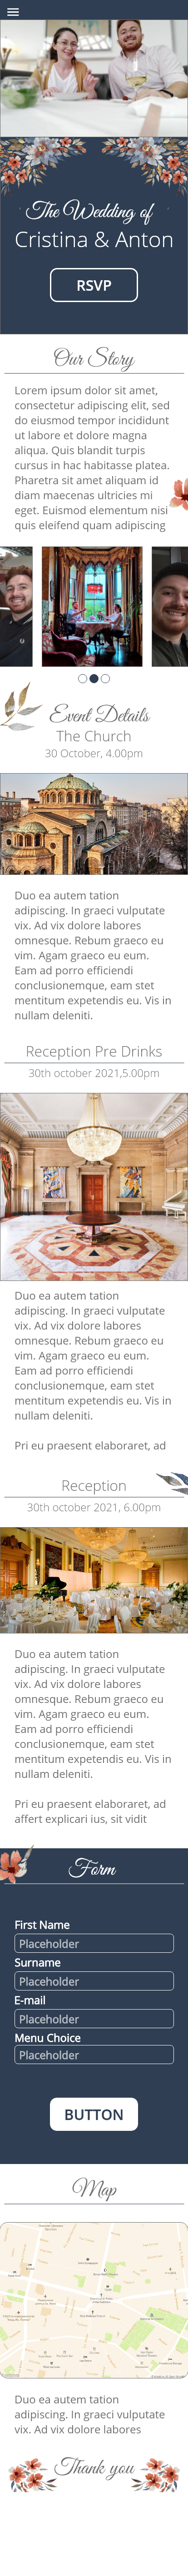 The Wedding of
Cristina & Anton
RSVP
Our Story
Lorem ipsum dolor sit amet,
consectetur adipiscing elit, sed
do eiusmod tempor incididunt
ut labore et dolore magna
aliqua. Quis blandit turpis
cursus in hac habitasse platea.
Pharetra sit amet aliquam id
diam maecenas ultricies mi
eget. Euismod elementum nisi
quis eleifend quam adipiscing
Event Details
The Church
30 October, 4.00pm
Duo ea autem tation
adipiscing. In graeci vulputate
vix. Ad vix dolore labores
omnesque. Rebum graeco eu
vim. Agam graeco eu eum.
Eam ad porro efficiendi
conclusionemque, eam stet
mentitum expetendis eu. Vis in
nullam deleniti.
Reception Pre Drinks
30th october 2021,5.00pm
Duo ea autem tation
adipiscing. In graeci vulputate
vix. Ad vix dolore labores
omnesque. Rebum graeco eu
vim. Agam graeco eu eum.
Eam ad porro efficiendi
conclusionemque, eam stet
mentitum expetendis eu. Vis in
nullam deleniti.
Pri eu praesent elaboraret, ad
Reception
30th october 2021, 6.00pm
Duo ea autem tation
adipiscing. In graeci vulputate
vix. Ad vix dolore labores
omnesque. Rebum graeco eu
vim. Agam graeco eu eum.
Eam ad porro efficiendi
conclusionemque, eam stet
mentitum expetendis eu. Vis in
nullam deleniti.
Pri eu praesent elaboraret, ad
affert explicari ius, sit vidit
Form
First Name
Placeholder
Surname
Placeholder
E-mail
Placeholder
Menu Choice
Placeholder
BUTTON
Map
Duo ea autem tation
adipiscing. In graeci vulputate
vix. Ad vix dolore labores
Thank you